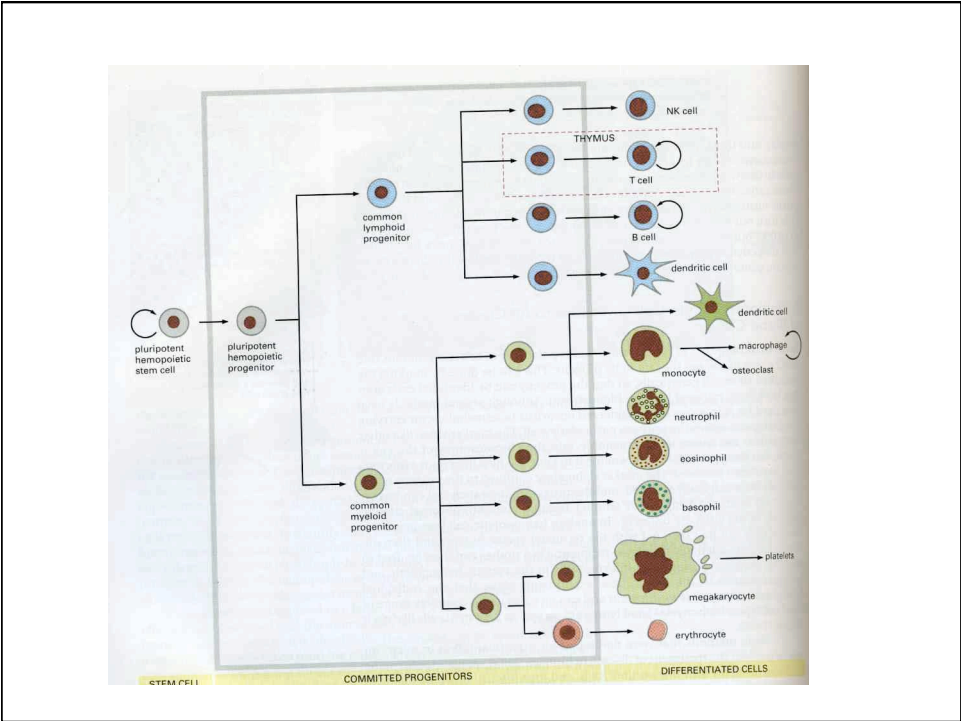 NK cell
THYMUS
T cell
common
lymphoid
progenitor
B cell
dendritic cell
dendritic cell
pluripotent
hemopoietic
stem cell
pluripotent
hemopoietic
progenitor
macrophage
monocyte
osteoclast
neutrophil
eosinophil
common
myeloid
progenitor
basophil
platelets
megakaryocyte
erythrocyte
STEM CELL
COMMITTED PROGENITORS
DIFFERENTIATED CELLS